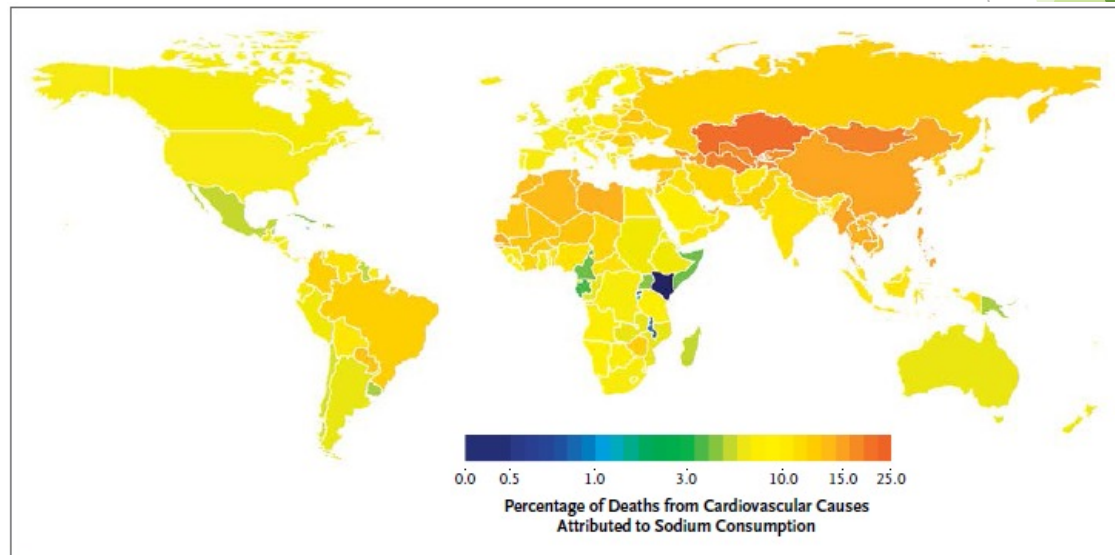 0.0 0.5 1.0 3.0 10.0 15.0 25.0
Percentage of Deaths from Cardiovascular Causes
Attributed to Sodium Consumption